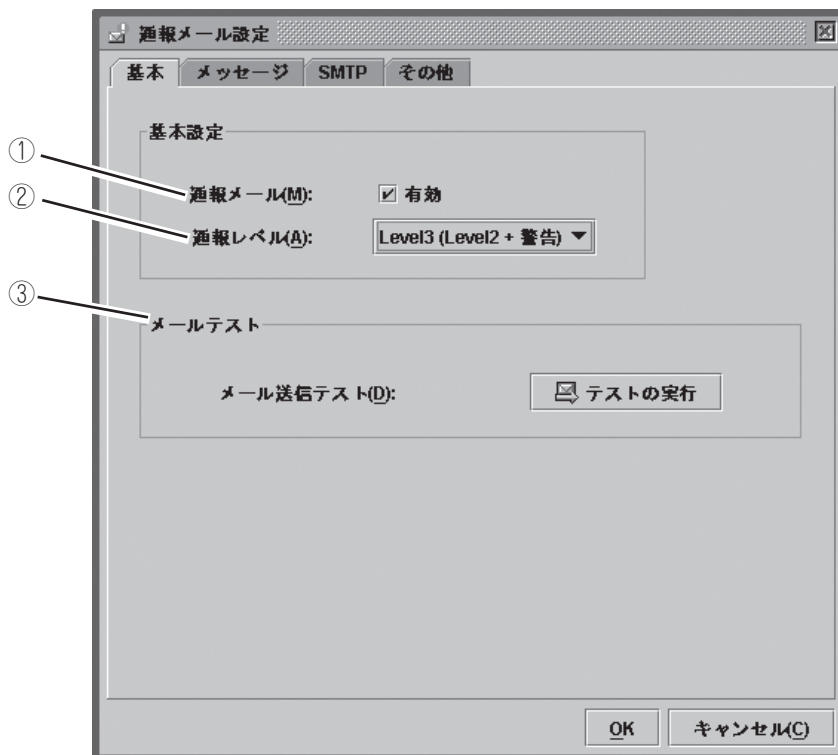 通報メール設定
基本 メッセージ SMTP その他
基本設定
① 通報メール(M): 有効
② 通報レベル(A): Level3 (Level2 + 警告)
③ メールテスト
メール送信テスト(D): テストの実行
OK キャンセル(C)